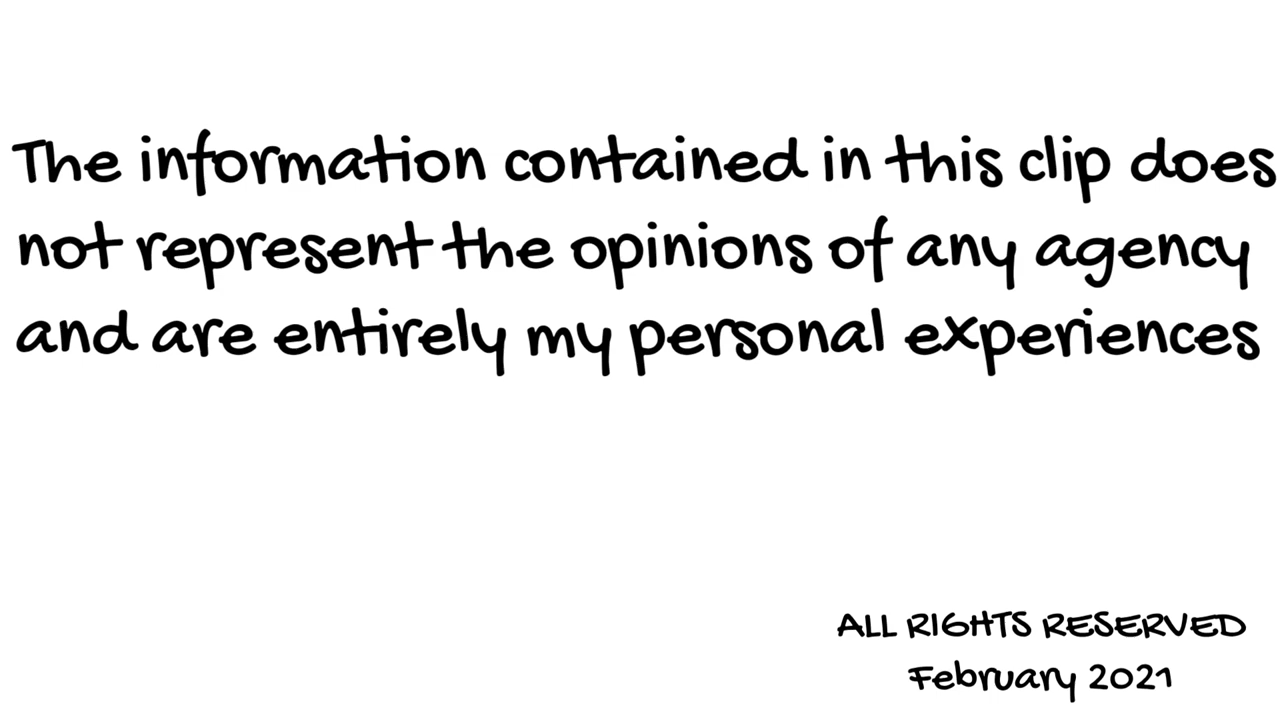 The information contained in this clip does
not represent the opinions of any agency
and are entirely my personal experiences
ALL RIGHTS RESERVED
February 2021